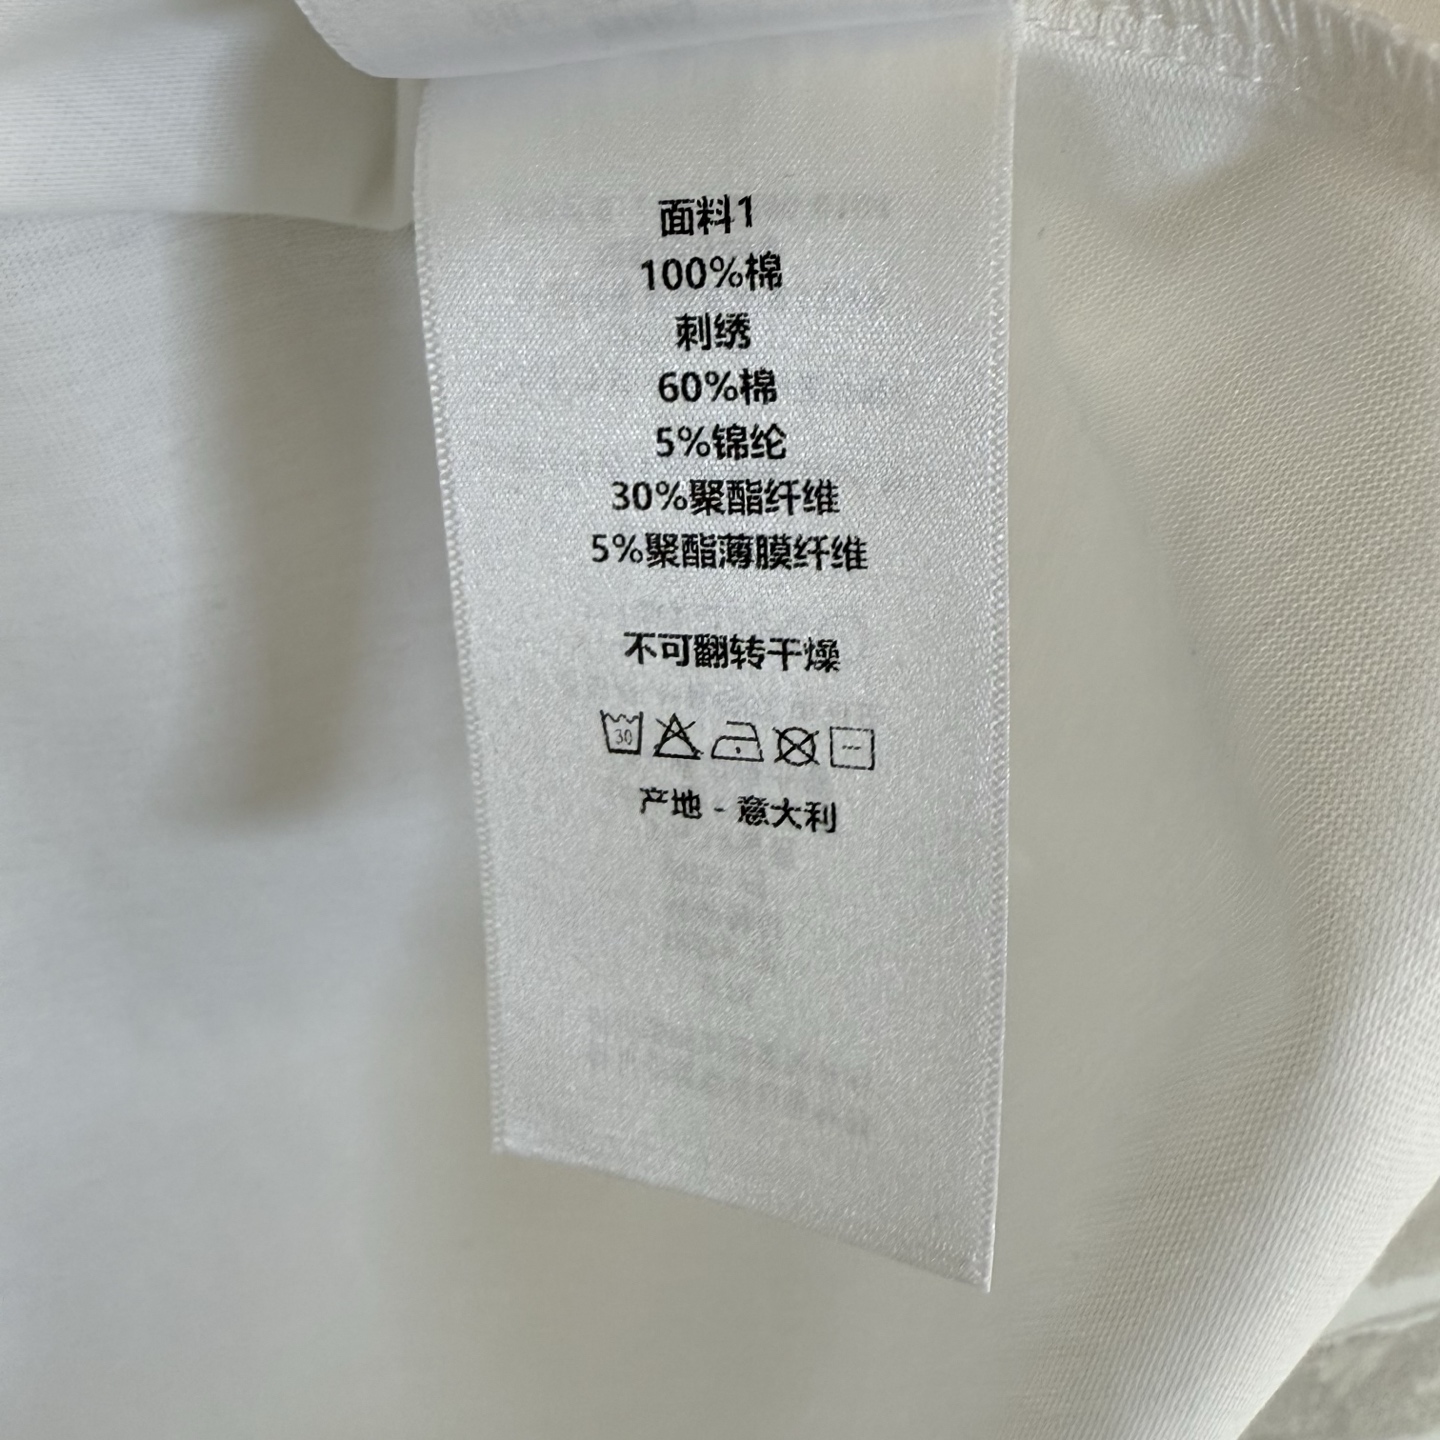 面料1
100%棉
刺绣
60%棉
5%锦纶
30%聚酯纤维
5%聚酯薄膜纤维
不可翻转干燥
30
产地 - 意大利